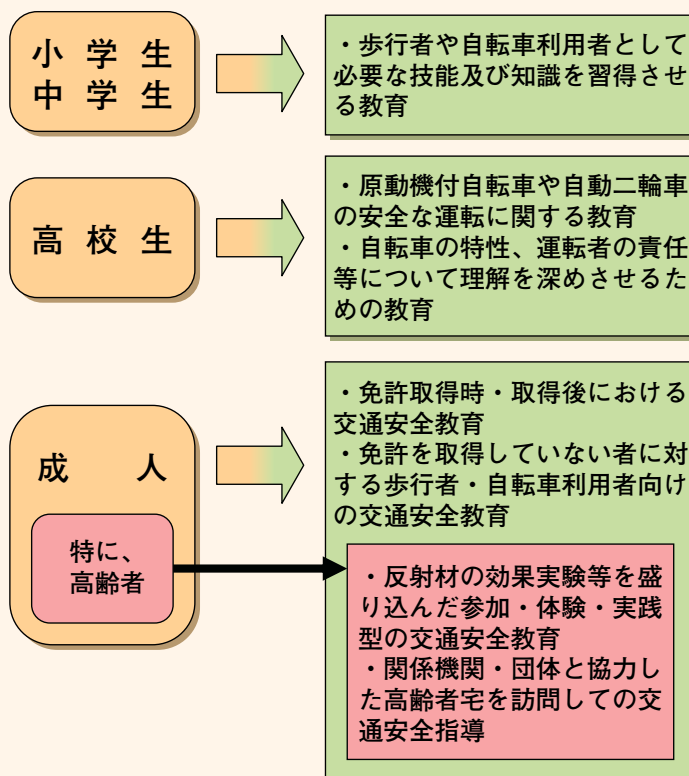 小学生
中学生
・歩行者や自転車利用者として
必要な技能及び知識を習得させ
る教育
高校生
・原動機付自転車や自動二輪車
の安全な運転に関する教育
・自転車の特性、運転者の責任
等について理解を深めさせるた
めの教育
成人
・免許取得時・取得後における
交通安全教育
・免許を取得していない者に対
する歩行者・自転車利用者向け
の交通安全教育
特に、
高齢者
・反射材の効果実験等を盛
り込んだ参加・体験・実践
型の交通安全教育
・関係機関・団体と協力し
た高齢者宅を訪問しての交
通安全指導